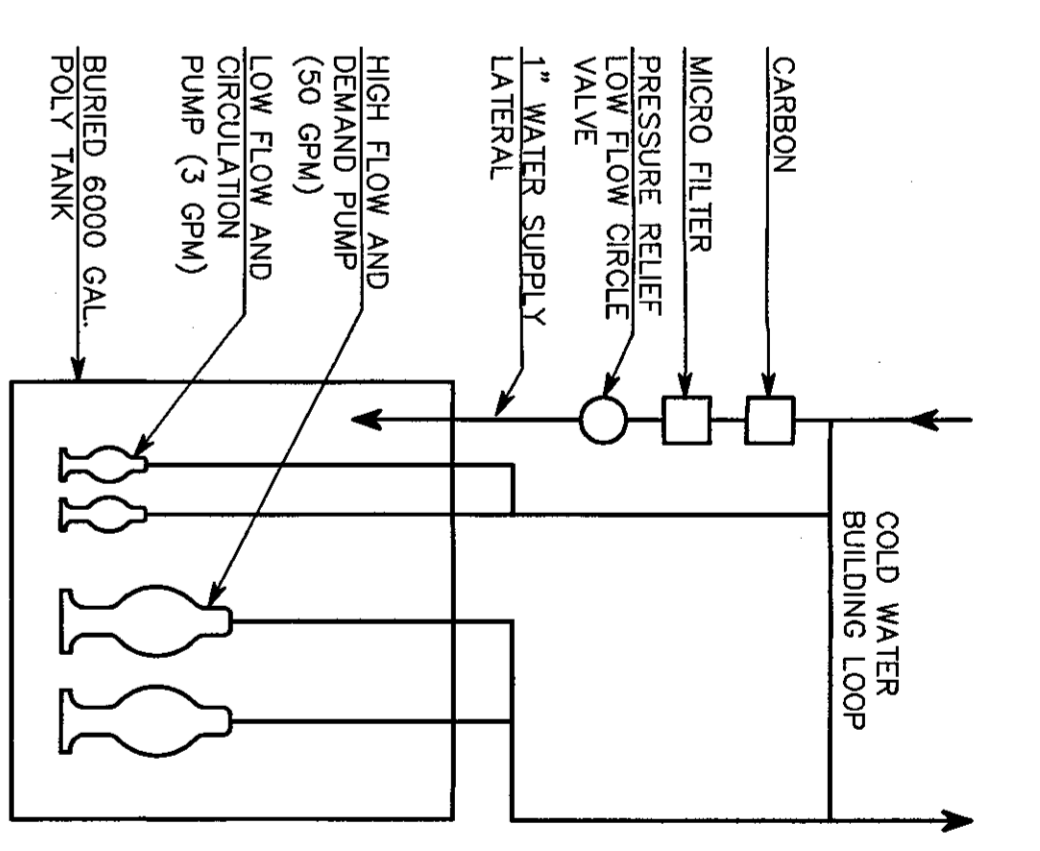 CARBON
MICRO FILTER
PRESSURE RELIEF
LOW FLOW CIRCLE
VALVE
1" WATER SUPPLY
LATERAL
HIGH FLOW AND
DEMAND PUMP
(50 GPM)
LOW FLOW AND
CIRCULATION
PUMP (3 GPM)
BURIED 6000 GAL.
POLY TANK
COLD WATER
BUILDING LOOP